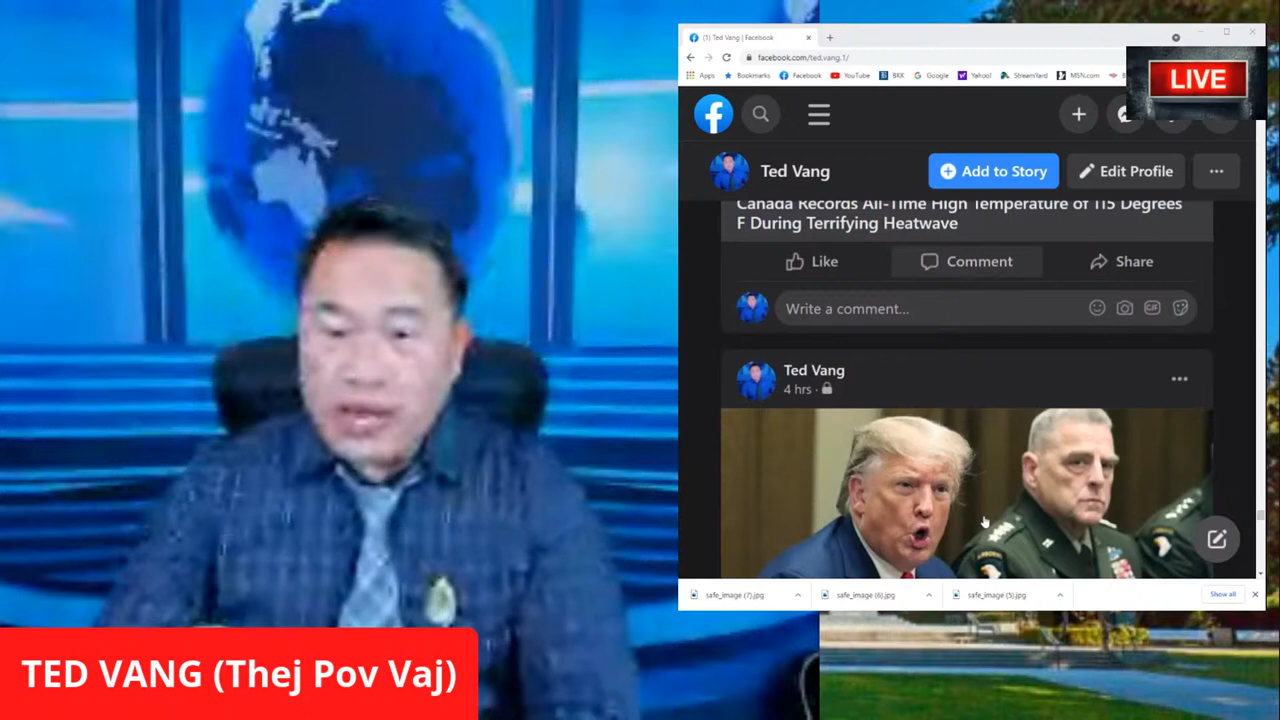 (1) Ted Vang | Facebook
facebook.com/ted.vang.1/
Apps Bookmarks Facebook YouTube BKK Google Yahoo! StreamYard MSN.com
LIVE
Ted Vang
Add to Story
Edit Profile
Canada Records All-Time High Temperature of 115 Degrees
F During Terrifying Heatwave
Like Comment Share
Write a comment...
GIF
Ted Vang
4 hrs
safe_image (7).jpg safe_image (6).jpg safe_image (5).jpg Show all
TED VANG (Thej Pov Vaj)